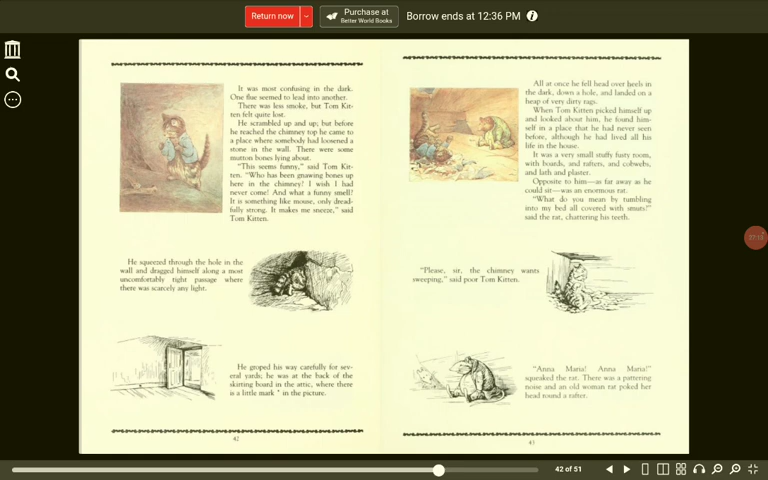 Return now
Purchase at
Better World Books
Borrow ends at 12:36 PM
It was most confusing in the dark.
One flue seemed to lead into another.
There was less smoke, but Tom Kit-
ten felt quite lost.
He scrambled up and up; but before
he reached the chimney top he came to
a place where somebody had loosened a
stone in the wall. There were some
mutton bones lying about.
"This seems funny," said Tom Kit-
ten. "Who has been gnawing bones up
here in the chimney? I wish I had
never come! And what a funny smell?
It is something like mouse, only dread-
fully strong. It makes me sneeze," said
Tom Kitten.
He squeezed through the hole in the
wall and dragged himself along a most
uncomfortably tight passage where
there was scarcely any light.
He groped his way carefully for sev-
eral yards; he was at the back of the
skirting board in the attic, where there
is a little mark * in the picture.
42
All at once he fell head over heels in
the dark, down a hole, and landed on a
heap of very dirty rags.
When Tom Kitten picked himself up
and looked about him, he found him-
self in a place that he had never seen
before, although he had lived all his
life in the house.
It was a very small stuffy fusty room,
with boards, and rafters, and cobwebs,
and lath and plaster.
Opposite to him—as far away as he
could sit—was an enormous rat.
"What do you mean by tumbling
into my bed all covered with smuts?"
said the rat, chattering his teeth.
"Please, sir, the chimney wants
sweeping," said poor Tom Kitten.
"Anna Maria! Anna Maria!"
squeaked the rat. There was a pattering
noise and an old woman rat poked her
head round a rafter.
43
42 of 51